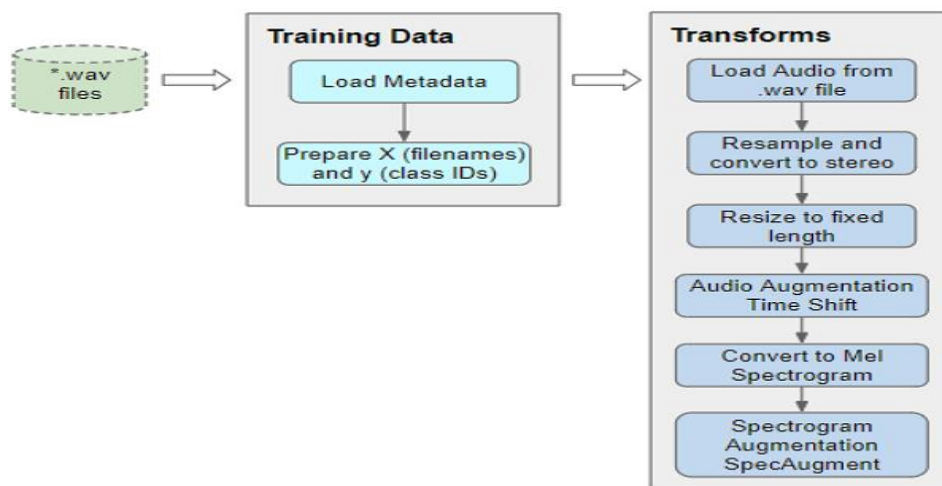 *.wav
files
Training Data
Load Metadata
Prepare X (filenames)
and y (class IDs)
Transforms
Load Audio from
.wav file
Resample and
convert to stereo
Resize to fixed
length
Audio Augmentation
Time Shift
Convert to Mel
Spectrogram
Spectrogram
Augmentation
SpecAugment